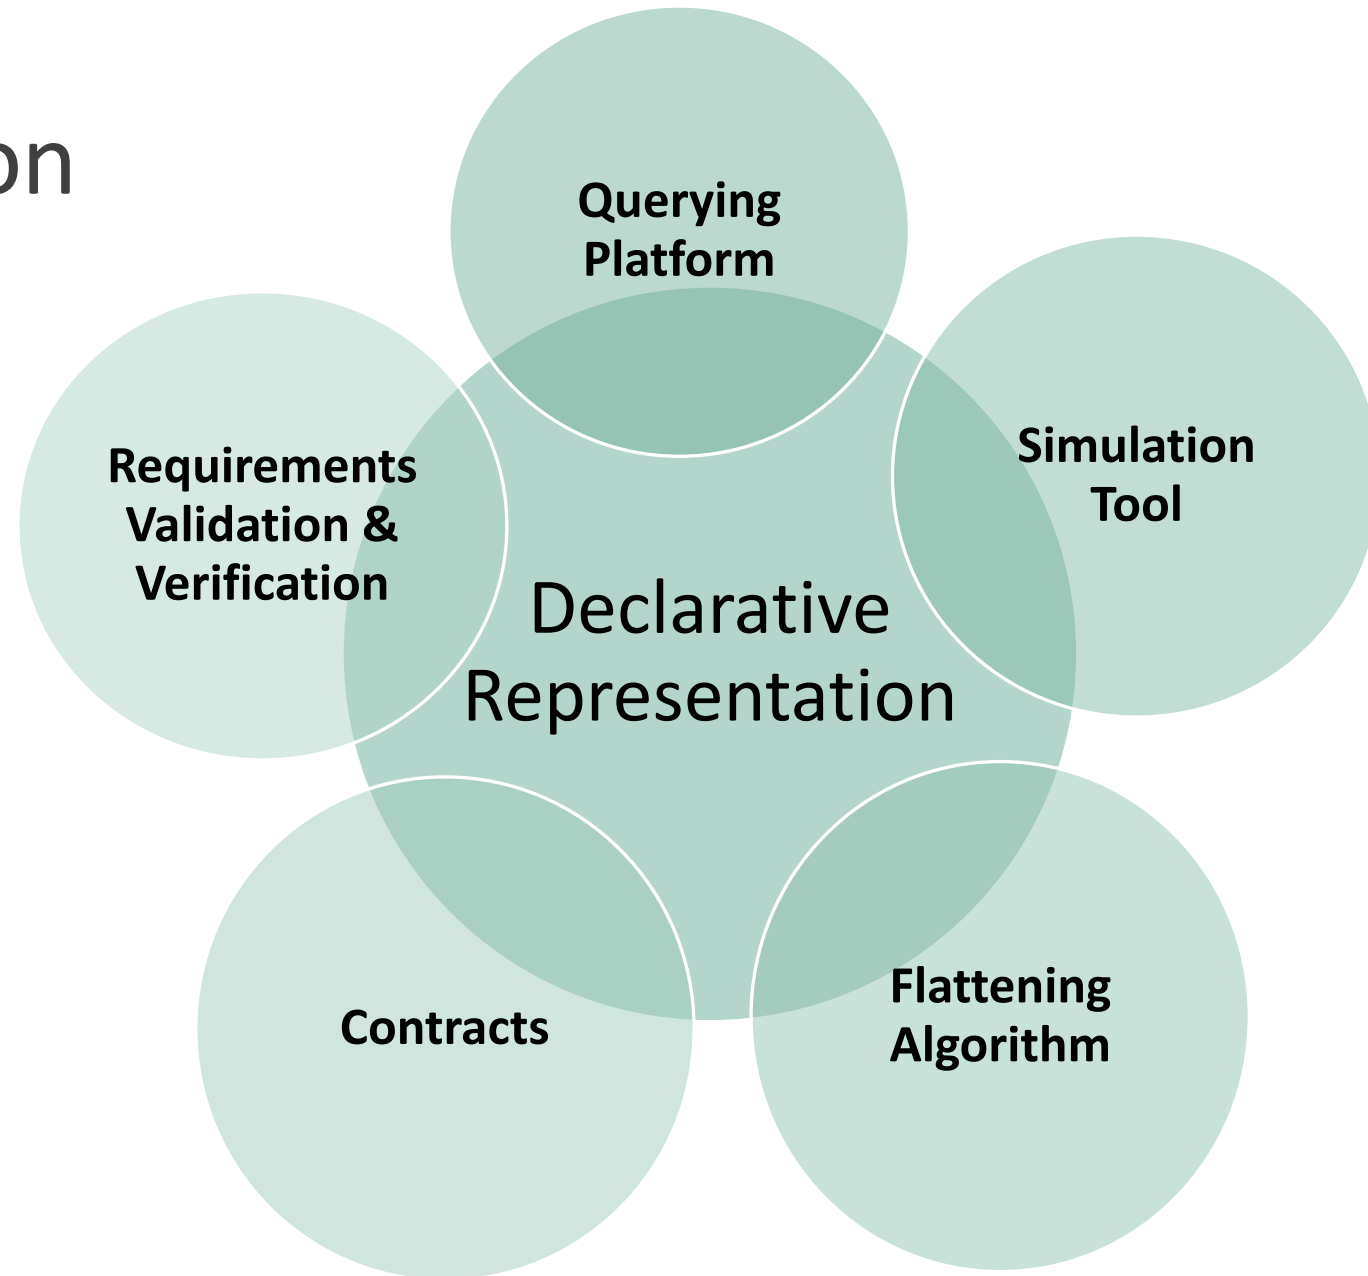 on
Querying
Platform
Simulation
Tool
Requirements
Validation &
Verification
Declarative
Representation
Flattening
Algorithm
Contracts